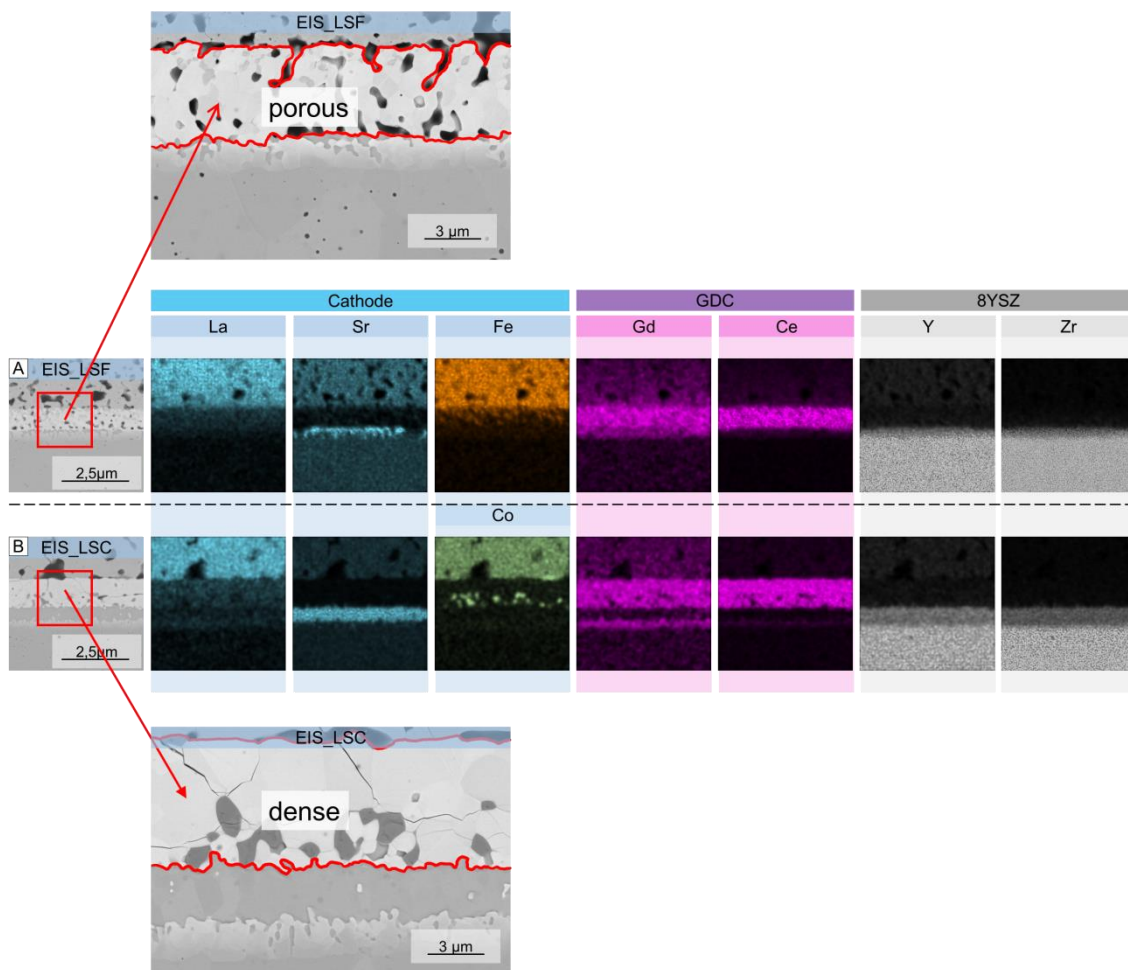 EIS_LSF
porous
3 µm
Cathode GDC 8YSZ
La Sr Fe Gd Ce Y Zr
A EIS_LSF
2,5µm
Co
B EIS_LSC
2,5µm
EIS_LSC
dense
3 µm